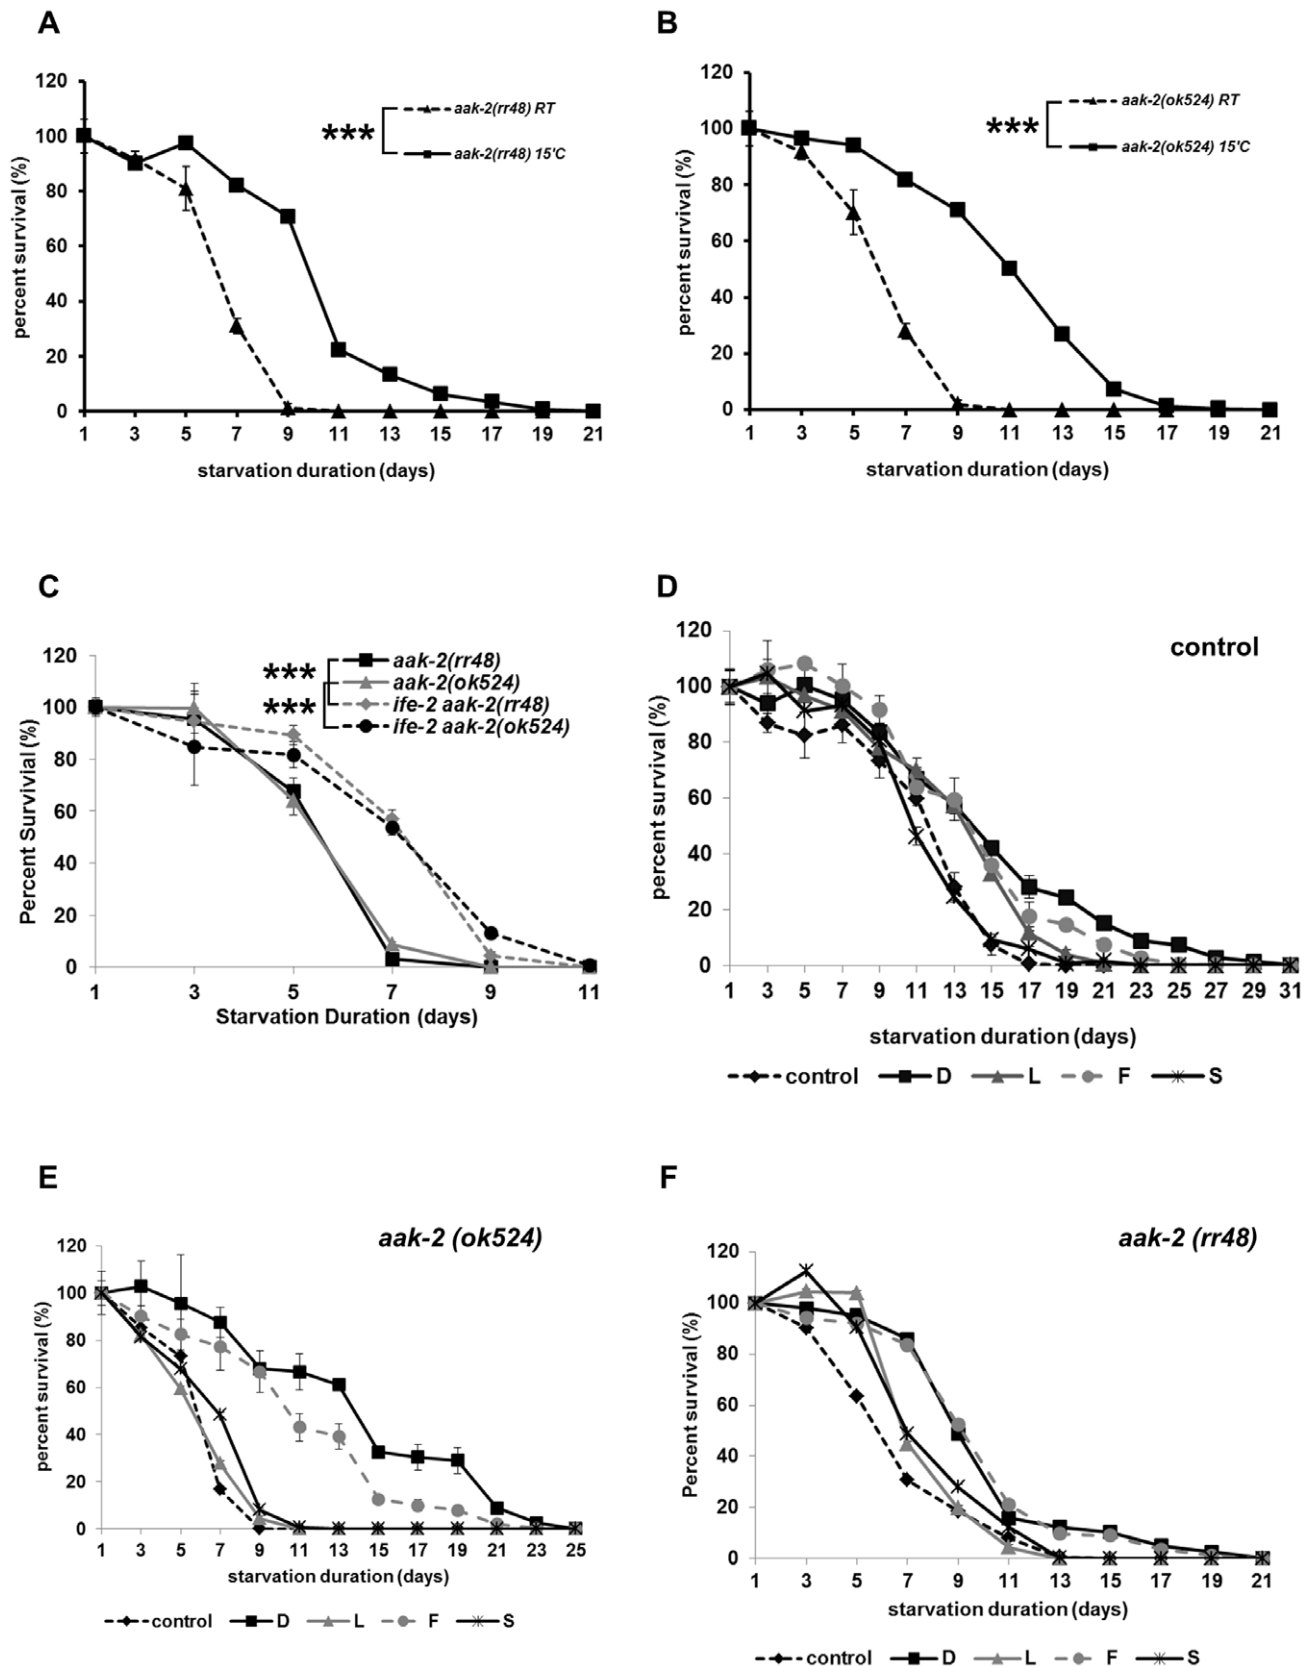 A
120
100
80
60
40
20
0
percent survival (%)
*** aak-2(rr48) RT
aak-2(rr48) 15'C
1 3 5 7 9 11 13 15 17 19 21
starvation duration (days)
B
120
100
80
60
40
20
0
percent survival (%)
*** aak-2(ok524) RT
aak-2(ok524) 15'C
1 3 5 7 9 11 13 15 17 19 21
starvation duration (days)
C
120
100
80
60
40
20
0
Percent Survival (%)
*** aak-2(rr48)
*** aak-2(ok524)
ife-2 aak-2(rr48)
ife-2 aak-2(ok524)
1 3 5 7 9 11
Starvation Duration (days)
D
control
120
100
80
60
40
20
0
percent survival (%)
1 3 5 7 9 11 13 15 17 19 21 23 25 27 29 31
starvation duration (days)
control D L F S
E
aak-2 (ok524)
120
100
80
60
40
20
0
percent survival (%)
1 3 5 7 9 11 13 15 17 19 21 23 25
starvation duration (days)
control D L F S
F
aak-2 (rr48)
120
100
80
60
40
20
0
Percent survival (%)
1 3 5 7 9 11 13 15 17 19 21
starvation duration (days)
control D L F S